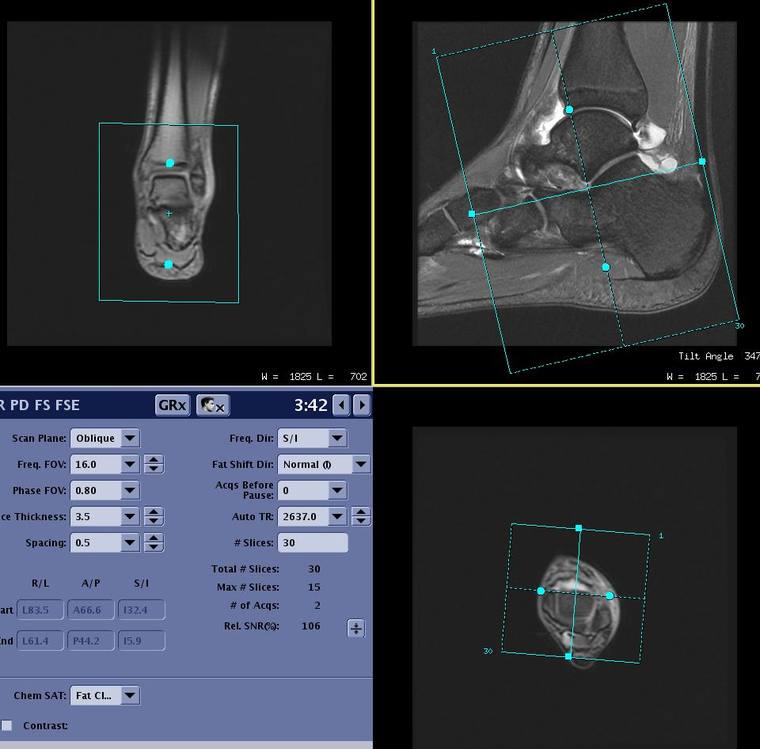 W = 1825 L = 702
1
30
Tilt Angle 347
W = 1825 L = 7
R PD FS FSE GRx 3:42
Scan Plane: Oblique Freq. Dir: S/I
Freq. FOV: 16.0 Fat Shift Dir: Normal (I)
Phase FOV: 0.80 Acqs Before Pause: 0
ce Thickness: 3.5 Auto TR: 2637.0
Spacing: 0.5 # Slices: 30
Total # Slices: 30
R/L A/P S/I Max # Slices: 15
art L83.5 A66.6 I32.4 # of Acqs: 2
nd L61.4 P44.2 I5.9 Rel. SNR(%): 106
Chem SAT: Fat Cl...
Contrast:
1
30